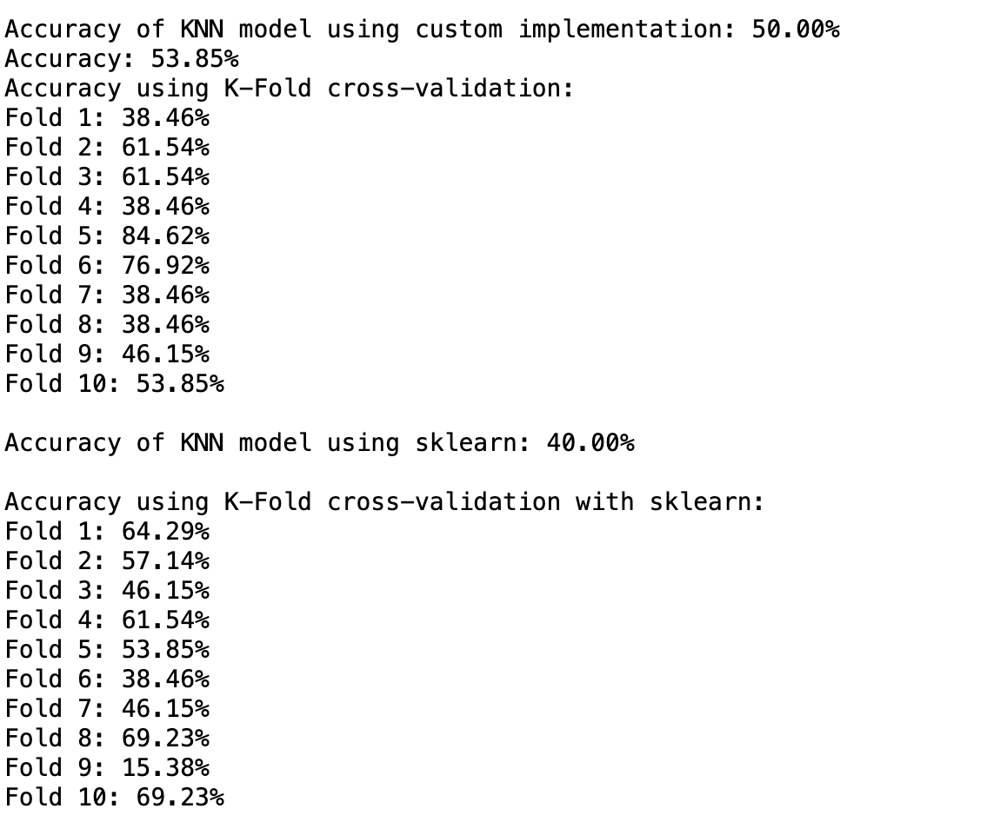 Accuracy of KNN model using custom implementation: 50.00%
Accuracy: 53.85%
Accuracy using K-Fold cross-validation:
Fold 1: 38.46%
Fold 2: 61.54%
Fold 3: 61.54%
Fold 4: 38.46%
Fold 5: 84.62%
Fold 6: 76.92%
Fold 7: 38.46%
Fold 8: 38.46%
Fold 9: 46.15%
Fold 10: 53.85%
Accuracy of KNN model using sklearn: 40.00%
Accuracy using K-Fold cross-validation with sklearn:
Fold 1: 64.29%
Fold 2: 57.14%
Fold 3: 46.15%
Fold 4: 61.54%
Fold 5: 53.85%
Fold 6: 38.46%
Fold 7: 46.15%
Fold 8: 69.23%
Fold 9: 15.38%
Fold 10: 69.23%